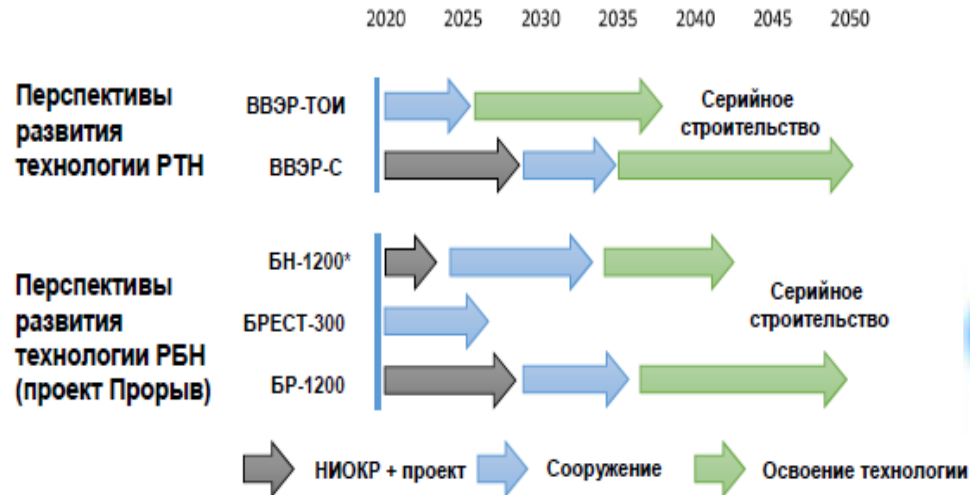 2020 2025 2030 2035 2040 2045 2050
Перспективы
развития
технологии РТН
ВВЭР-ТОИ
ВВЭР-С
Серийное
строительство
Перспективы
развития
технологии РБН
(проект Прорыв)
БН-1200*
БРЕСТ-300
БР-1200
Серийное
строительство
НИОКР + проект
Сооружение
Освоение технологии